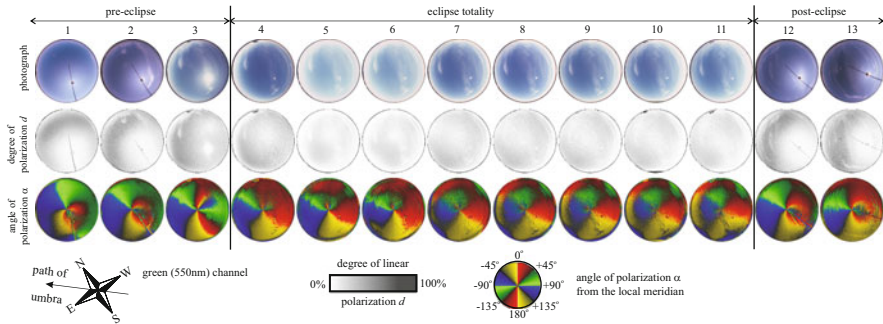 pre-eclipse eclipse totality post-eclipse
1 2 3 4 5 6 7 8 9 10 11 12 13
photograph
degree of
polarization d
angle of
polarization α
path of
umbra
N
W
E
S
green (550nm) channel
degree of linear
0% 100%
polarization d
0°
-45° +45°
-90° +90°
-135° +135°
180°
angle of polarization α
from the local meridian